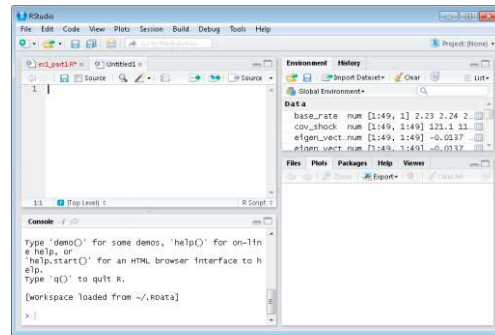 RStudio
File Edit Code View Plots Session Build Debug Tools Help
Go to file/function
Project: (None)
es1_part1.R* Untitled1
Source Source
1
1:1 (Top Level) R Script
Console ~/
Type 'demo()' for some demos, 'help()' for on-lin
e help, or
'help.start()' for an HTML browser interface to h
elp.
Type 'q()' to quit R.
[Workspace loaded from ~/.RData]
>
Environment History
Import Dataset Clear List
Global Environment
Data
base_rate num [1:49, 1] 2.23 2.24 2…
cov_shock num [1:49, 1:49] 121.1 11…
eigen_vect… num [1:49, 1:49] -0.0137 …
eigen_vect… num [1:49, 1:49] -0.0137
Files Plots Packages Help Viewer
Zoom Export Clear All